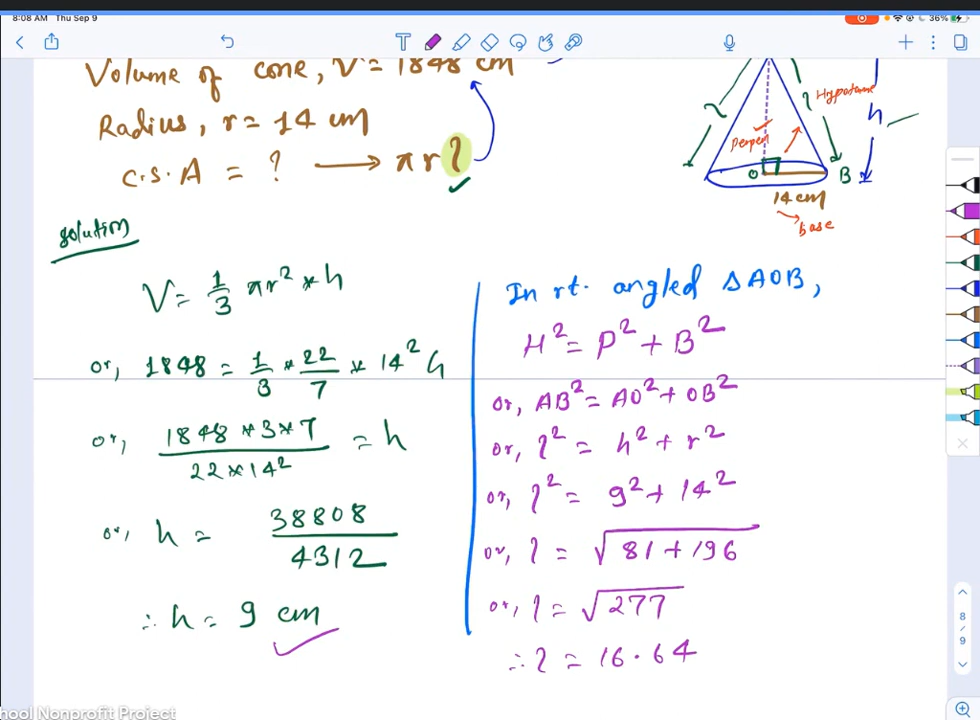 8:08 AM Thu Sep 9
36%
Volume of cone, V = 1848 cm
Radius, r = 14 cm
C.S.A = ? → πrl
l
l
Hypotenuse
h
Perpen
O
B
14 cm
base
Solution
V = 1/3 πr² * h
or, 1848 = 1/3 * 22/7 * 14² h
or, 1848*3*7 / 22*14² = h
or, h = 38808 / 4312
∴ h = 9 cm
In rt. angled ΔAOB,
H² = P² + B²
or, AB² = AO² + OB²
or, l² = h² + r²
or, l² = 9² + 14²
or, l = √81 + 196
or, l = √277
∴ l = 16.64
8
/
9
hool Nonprofit Project